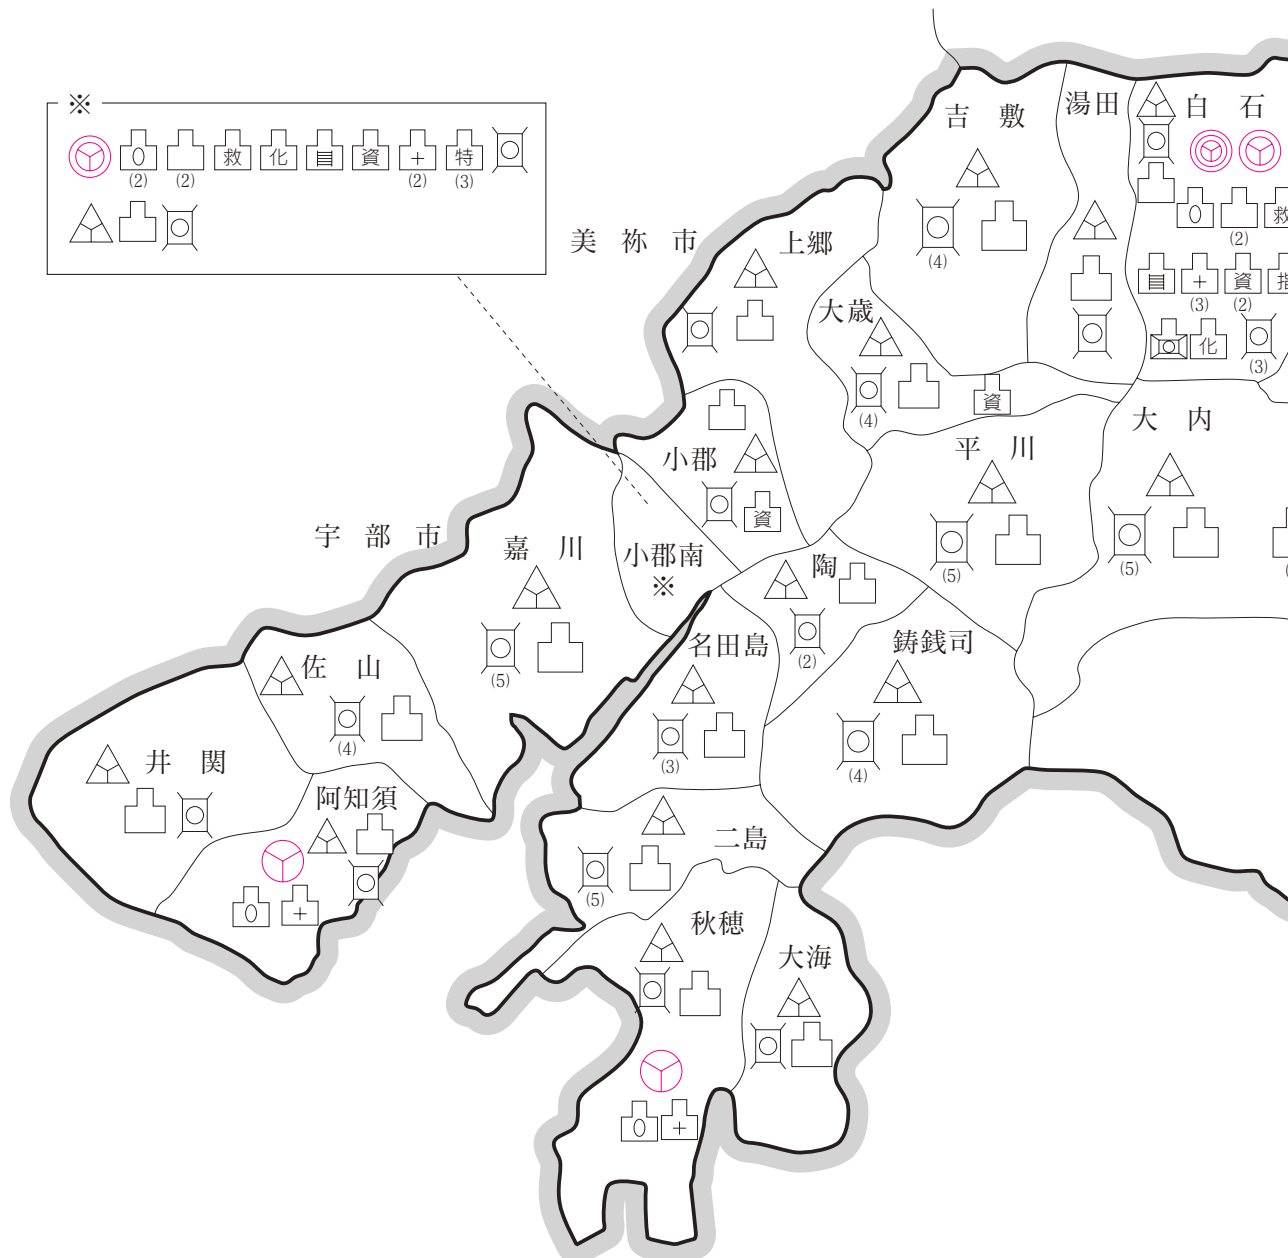 ※
救 化 資 + 特
(2) (2) (2) (3)
美祢市
宇部市
吉敷
(4)
湯田
白石
救
(2)
+ 資 指
(3) (2)
化
(3)
上郷
大歳
(4)
資
小郡
資
平川
(5)
大内
(5)
小郡南
※
嘉川
(5)
陶
(2)
鋳銭司
(4)
名田島
(3)
佐山
(4)
井関
阿知須
+
二島
(5)
秋穂
+
大海